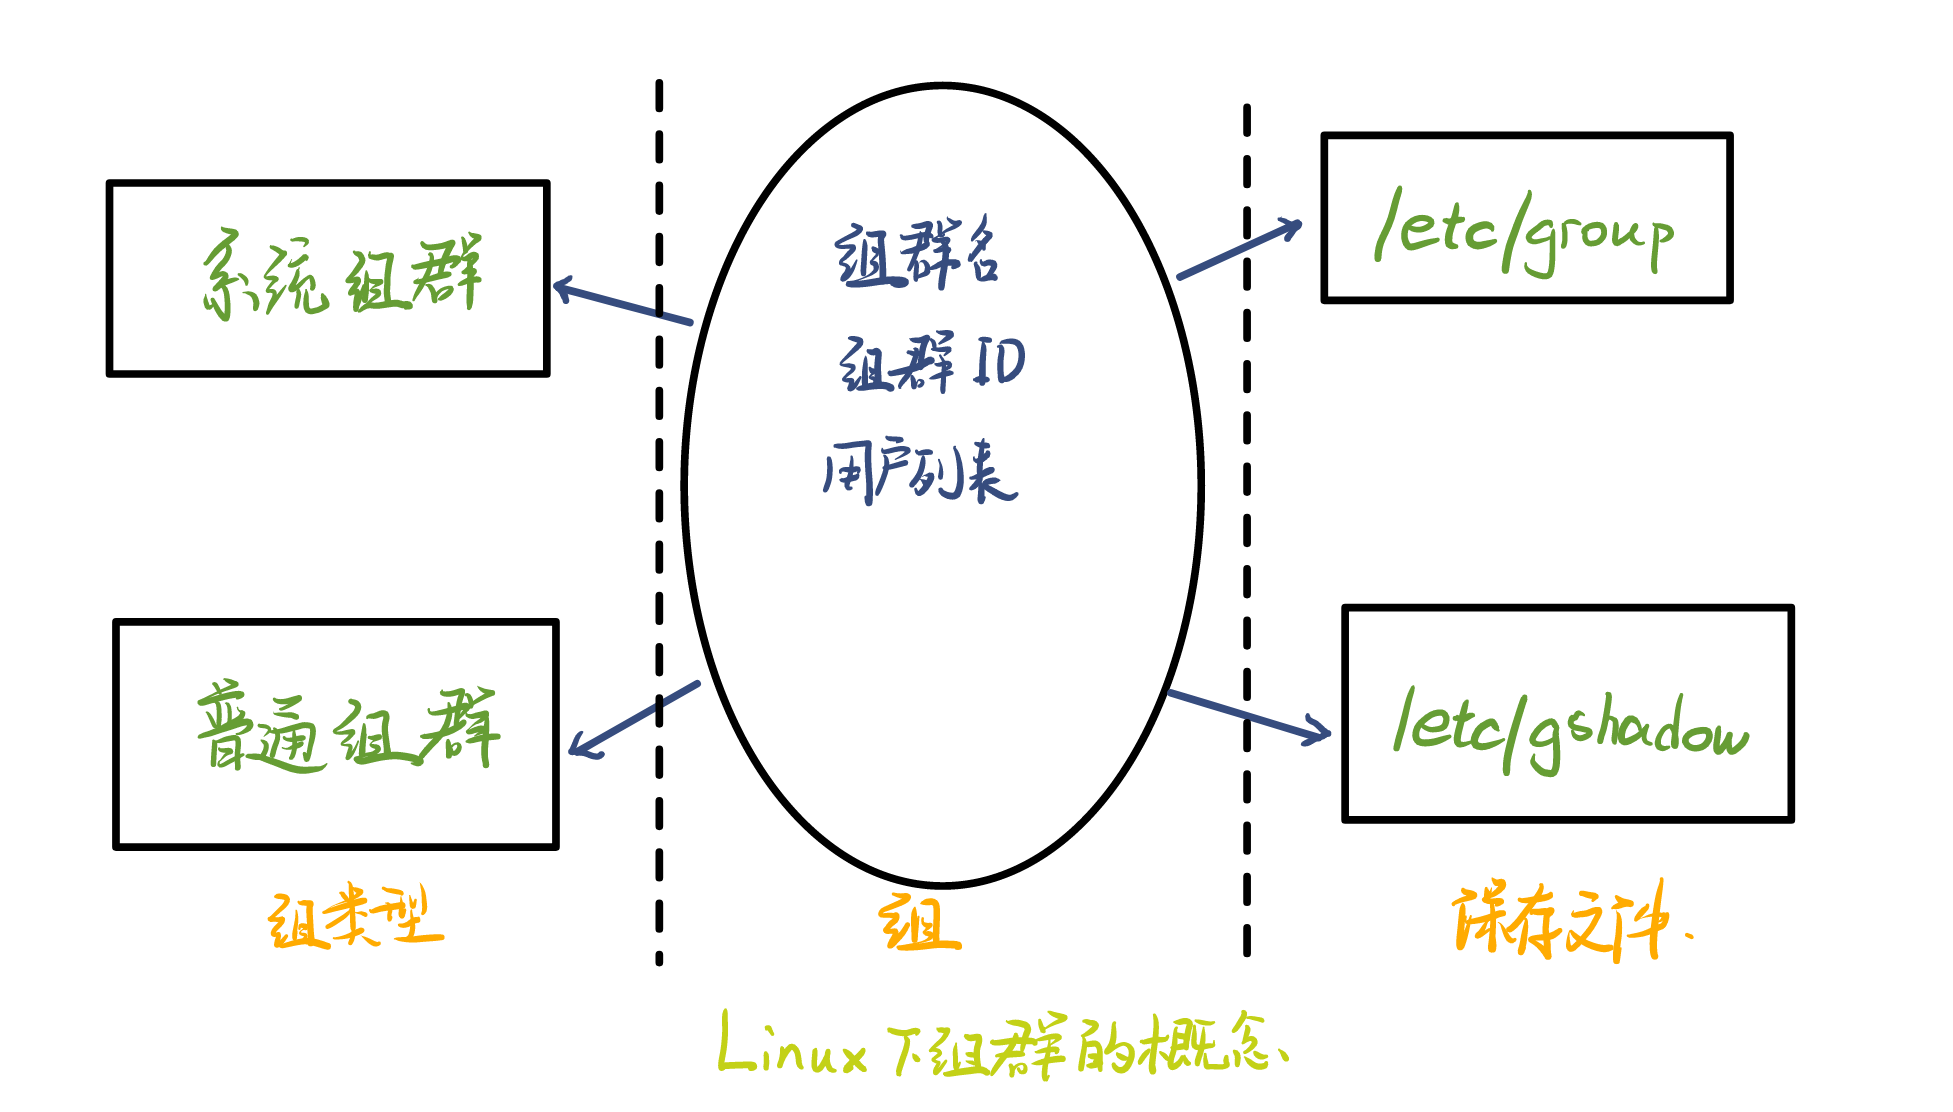 系统组群
普通组群
组类型
组群名
组群ID
用户列表
组
/etc/group
/etc/gshadow
保存文件.
Linux下组群的概念、